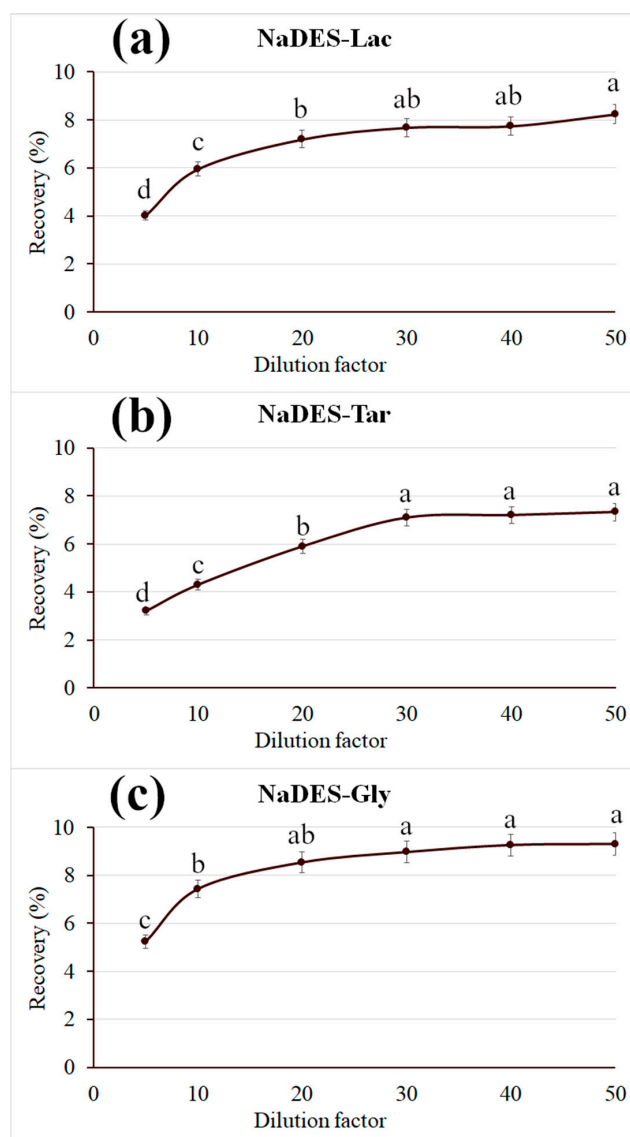 (a) NaDES-Lac
10
8
6
4
2
0
Recovery (%)
d c b ab ab a
0 10 20 30 40 50
Dilution factor
(b) NaDES-Tar
10
8
6
4
2
0
Recovery (%)
d c b a a a
0 10 20 30 40 50
Dilution factor
(c) NaDES-Gly
10
8
6
4
2
0
Recovery (%)
c b ab a a a
0 10 20 30 40 50
Dilution factor